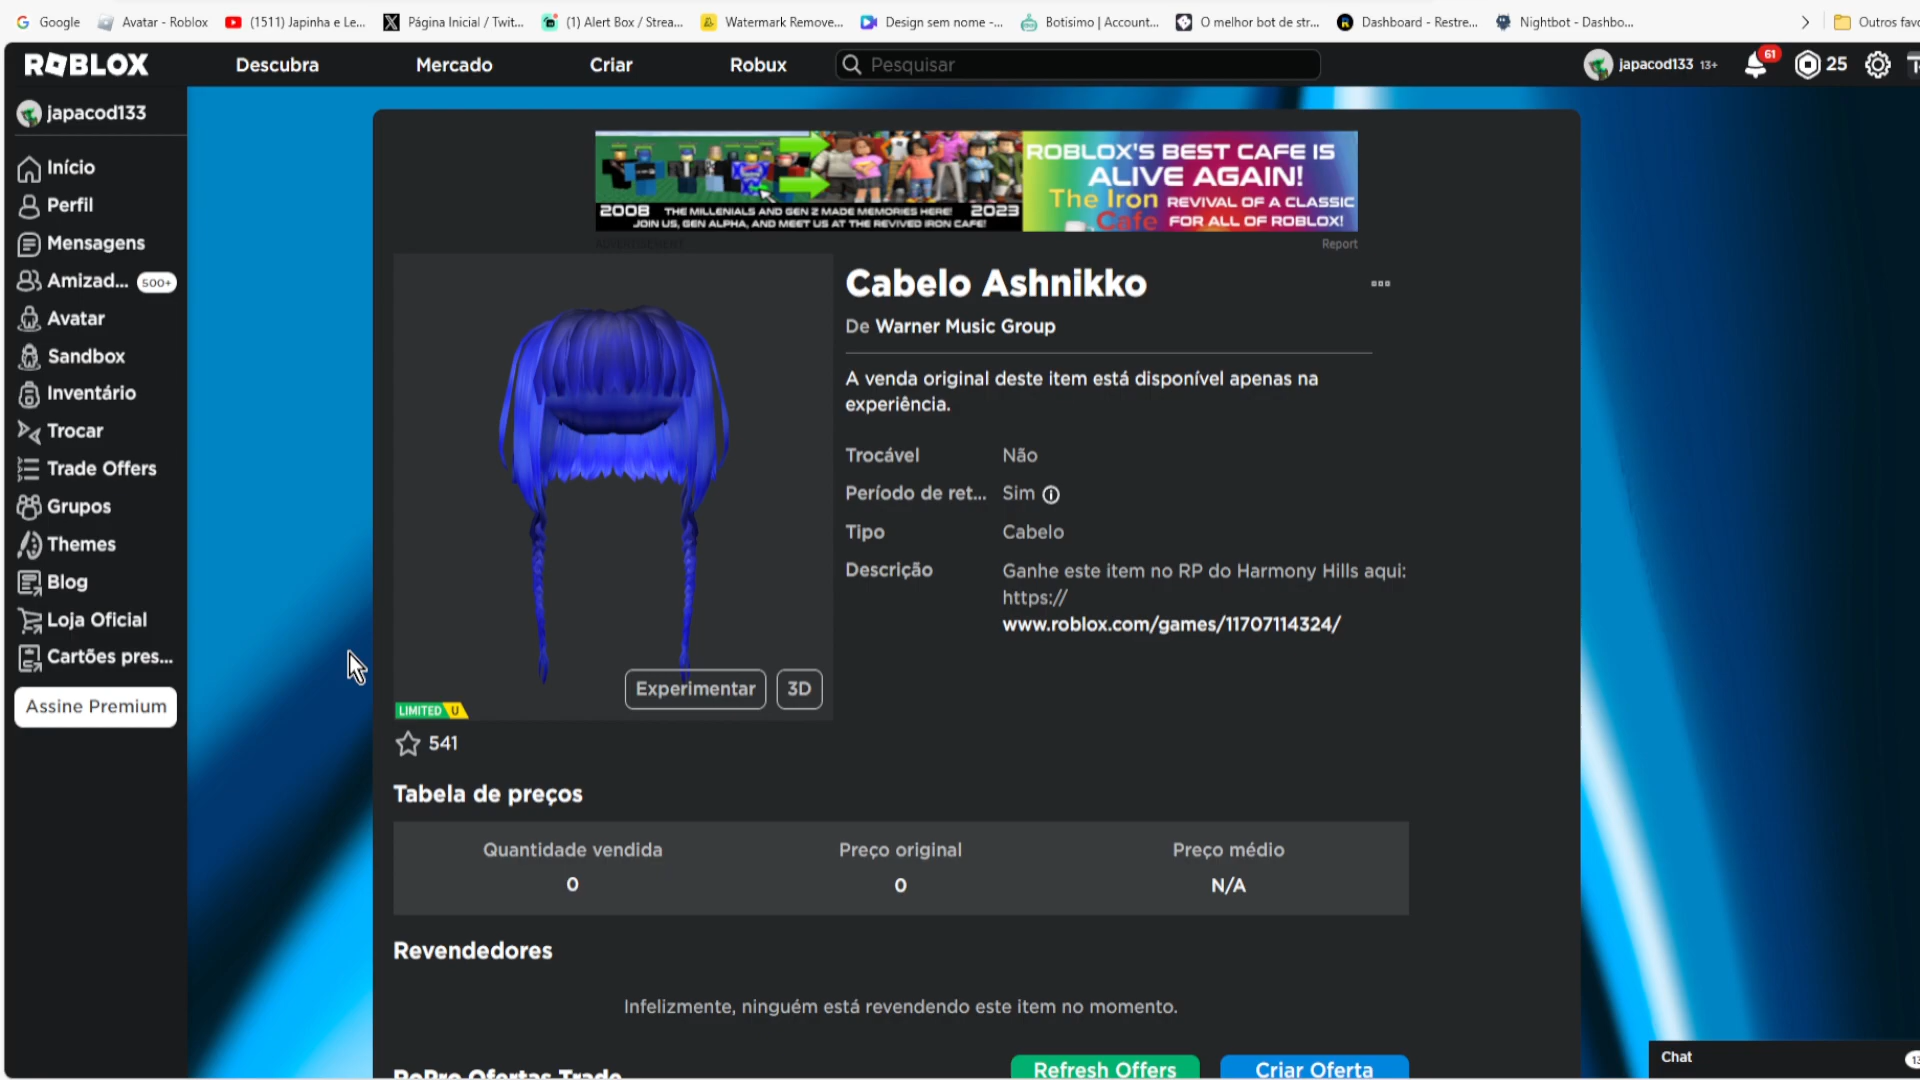 Google
Avatar - Roblox
(1511) Japinha e Le...
Página Inicial / Twit...
(1) Alert Box / Strea...
Watermark Remove...
Design sem nome -...
Botisimo | Account...
O melhor bot de str...
Dashboard - Restre...
Nightbot - Dashbo...
Outros favo
ROBLOX
Descubra
Mercado
Criar
Robux
Pesquisar
japacod133 13+
61
25
japacod133
Início
Perfil
Mensagens
Amizad... 500+
Avatar
Sandbox
Inventário
Trocar
Trade Offers
Grupos
Themes
Blog
Loja Oficial
Cartões pres...
Assine Premium
2008 THE MILLENIALS AND GEN Z MADE MEMORIES HERE! 2023
JOIN US, GEN ALPHA, AND MEET US AT THE REVIVED IRON CAFE!
ROBLOX'S BEST CAFE IS
ALIVE AGAIN!
The Iron Cafe
REVIVAL OF A CLASSIC
FOR ALL OF ROBLOX!
ADVERTISEMENT
Report
Cabelo Ashnikko
De Warner Music Group
A venda original deste item está disponível apenas na
experiência.
Trocável Não
Período de ret... Sim
Tipo Cabelo
Descrição Ganhe este item no RP do Harmony Hills aqui:
https://
www.roblox.com/games/11707114324/
Experimentar
3D
LIMITED U
541
Tabela de preços
Quantidade vendida
0
Preço original
0
Preço médio
N/A
Revendedores
Infelizmente, ninguém está revendendo este item no momento.
RoPro Ofertas Trade
Refresh Offers
Criar Oferta
Chat